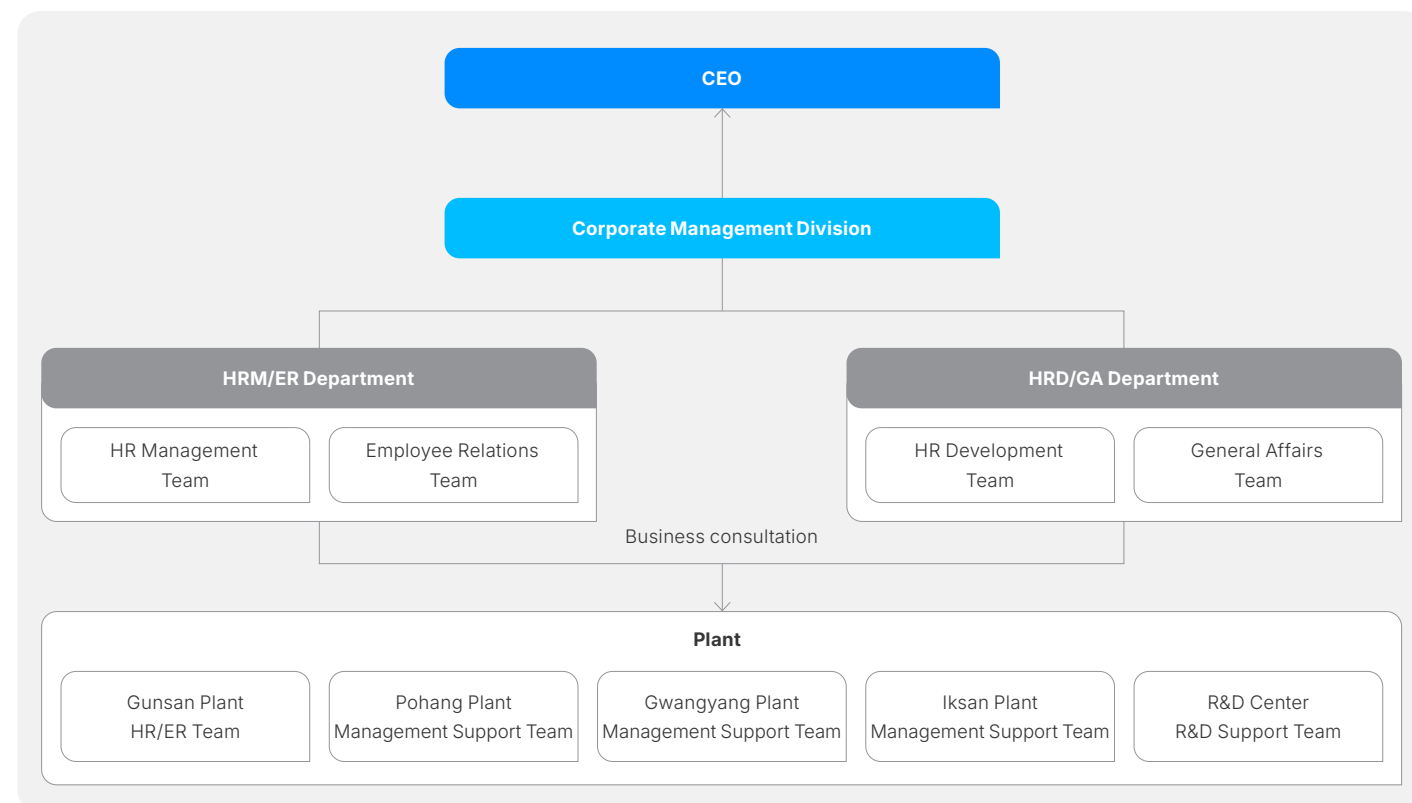 CEO
Corporate Management Division
HRM/ER Department
HRD/GA Department
HR Management
Team
Employee Relations
Team
HR Development
Team
General Affairs
Team
Business consultation
Plant
Gunsan Plant
HR/ER Team
Pohang Plant
Management Support Team
Gwangyang Plant
Management Support Team
Iksan Plant
Management Support Team
R&D Center
R&D Support Team